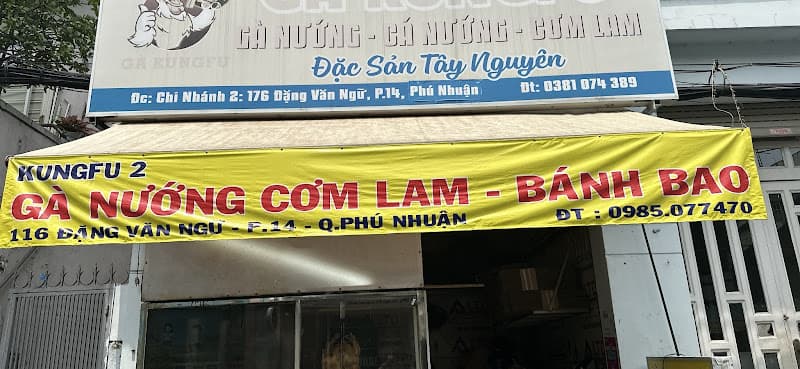 GÀ KUNGFU
GÀ NƯỚNG - CÁ NƯỚNG - CƠM LAM
GÀ KUNGFU
Đặc Sản Tây Nguyên
Đc: Chi Nhánh 2: 176 Đặng Văn Ngữ, P.14, Phú Nhuận Đt: 0381 074 389
KUNGFU 2
GÀ NƯỚNG CƠM LAM - BÁNH BAO
116 ĐẶNG VĂN NGỮ - P.14 - Q.PHÚ NHUẬN ĐT : 0985.077470